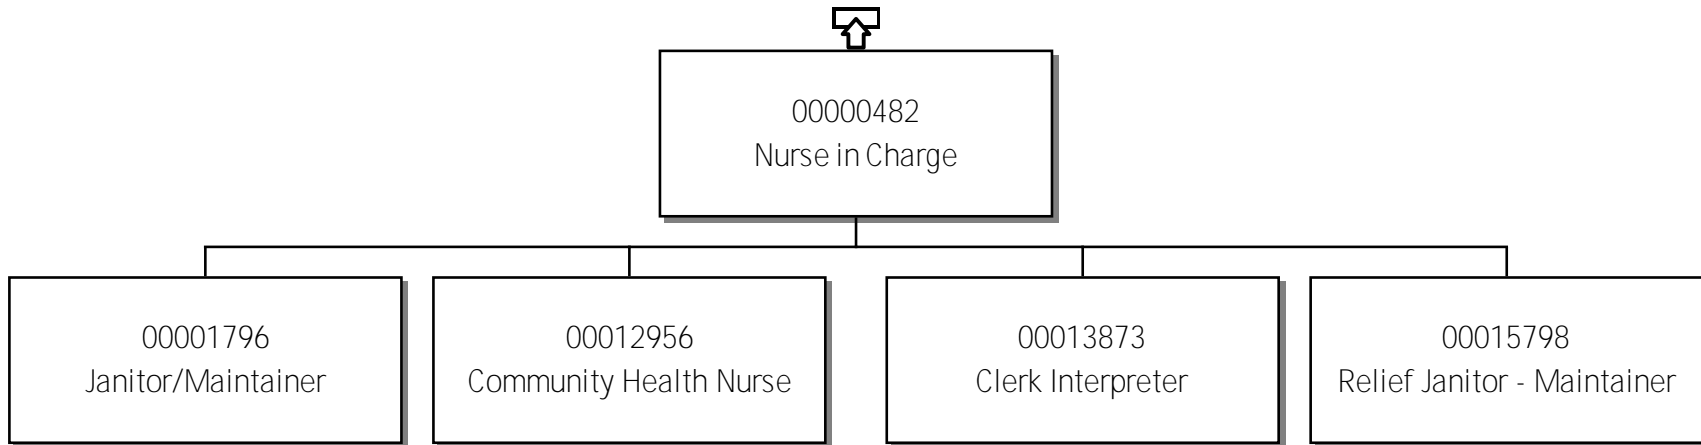 00000482
Nurse in Charge
00001796
Janitor/Maintainer
00012956
Community Health Nurse
00013873
Clerk Interpreter
00015798
Relief Janitor - Maintainer